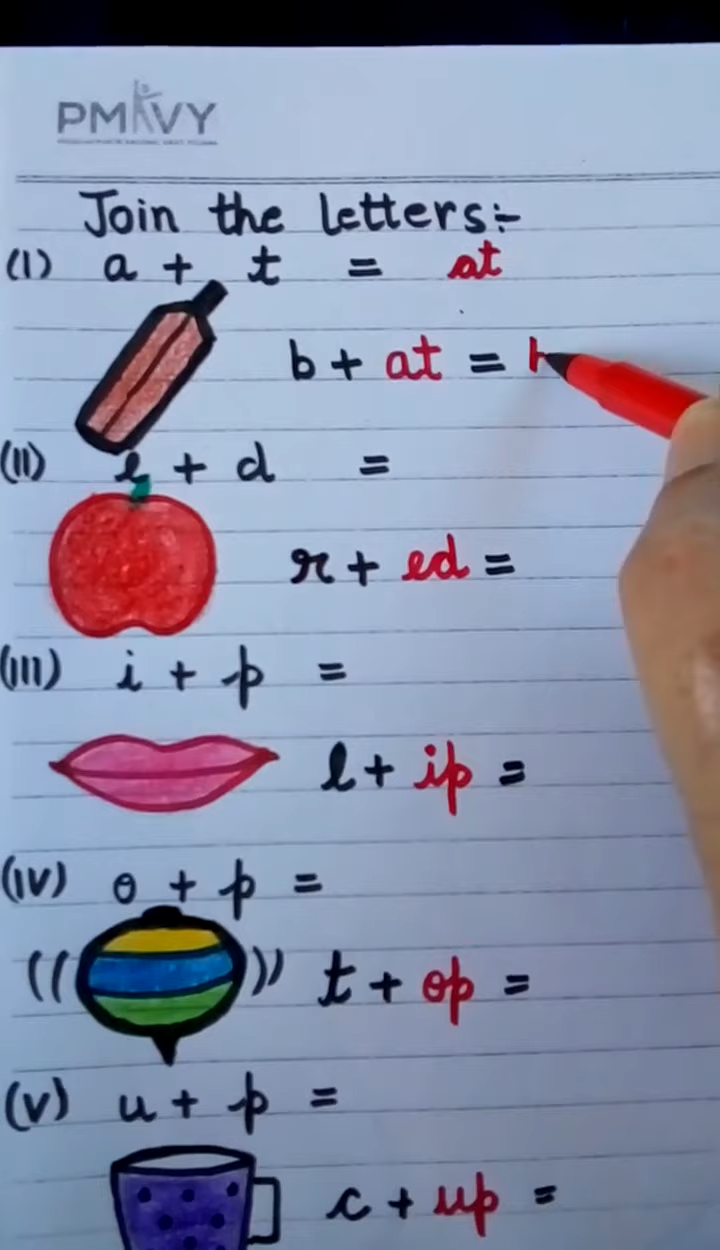 PMKVY
Join the letters:-
(I) a + t = at
b + at =
(II) e + d =
r + ed =
(III) i + p =
l + ip =
(IV) o + p =
t + op =
(V) u + p =
c + up =